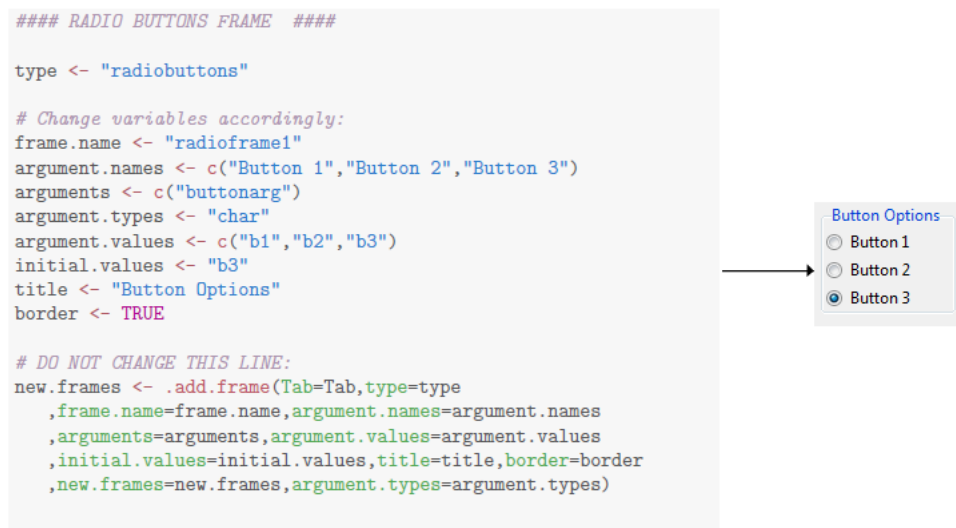 #### RADIO BUTTONS FRAME  ####
type <- "radiobuttons"
# Change variables accordingly:
frame.name <- "radioframe1"
argument.names <- c("Button 1","Button 2","Button 3")
arguments <- c("buttonarg")
argument.types <- "char"
argument.values <- c("b1","b2","b3")
initial.values <- "b3"
title <- "Button Options"
border <- TRUE
# DO NOT CHANGE THIS LINE:
new.frames <- .add.frame(Tab=Tab,type=type
   ,frame.name=frame.name,argument.names=argument.names
   ,arguments=arguments,argument.values=argument.values
   ,initial.values=initial.values,title=title,border=border
   ,new.frames=new.frames,argument.types=argument.types)
Button Options
Button 1
Button 2
Button 3